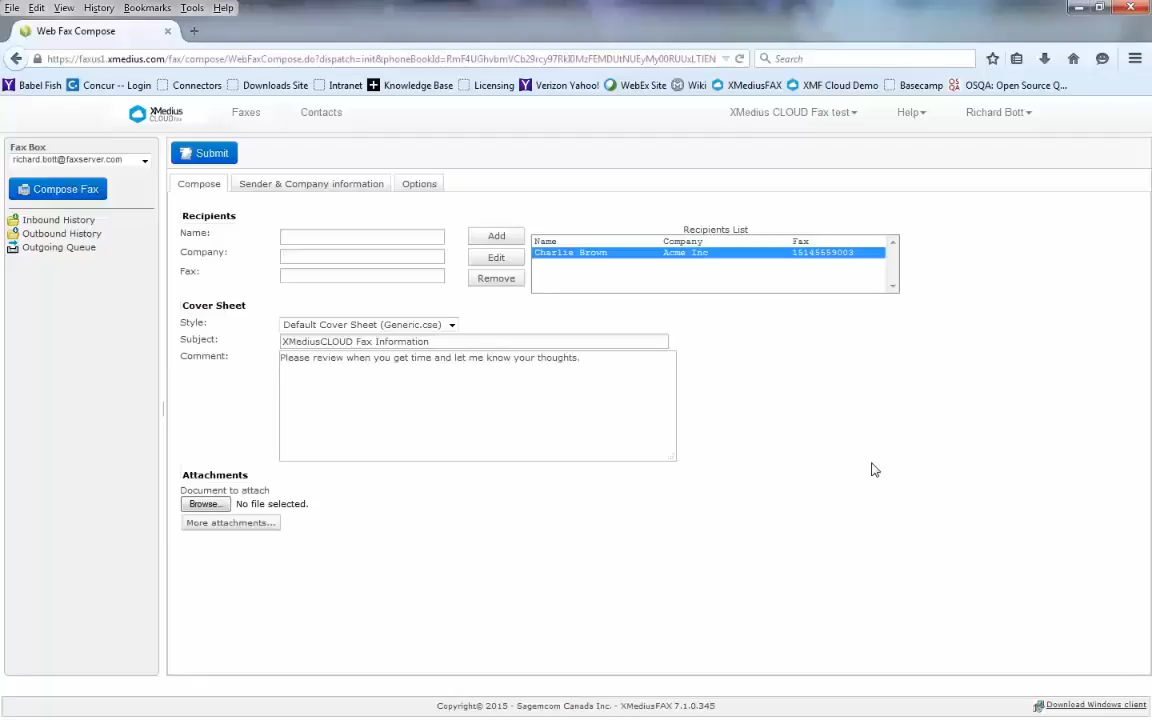 File Edit View History Bookmarks Tools Help
Web Fax Compose
https://faxus1.xmedius.com/fax/compose/WebFaxCompose.do?dispatch=init&phoneBookId=
Search
Babel Fish Concur -- Login Connectors Downloads Site Intranet Knowledge Base Licensing Verizon Yahoo! WebEx Site Wiki XMediusFAX XMF Cloud Demo Basecamp OSQA: Open Source Q...
XMedius CLOUD Faxes Contacts XMedius CLOUD Fax test Help Richard Bott
Fax Box
richard.bott@faxserver.com
Compose Fax
Inbound History
Outbound History
Outgoing Queue
Submit
Compose Sender & Company information Options
Recipients
Name:
Company:
Fax:
Add
Edit
Remove
Recipients List
Name Company Fax
Charlie Brown Acme Inc 15145559003
Cover Sheet
Style: Default Cover Sheet (Generic.cse)
Subject: XMediusCLOUD Fax Information
Comment: Please review when you get time and let me know your thoughts.
Attachments
Document to attach
Browse... No file selected.
More attachments...
Copyright© 2015 - Sagemcom Canada Inc. - XMediusFAX 7.1.0.345
Download Windows client